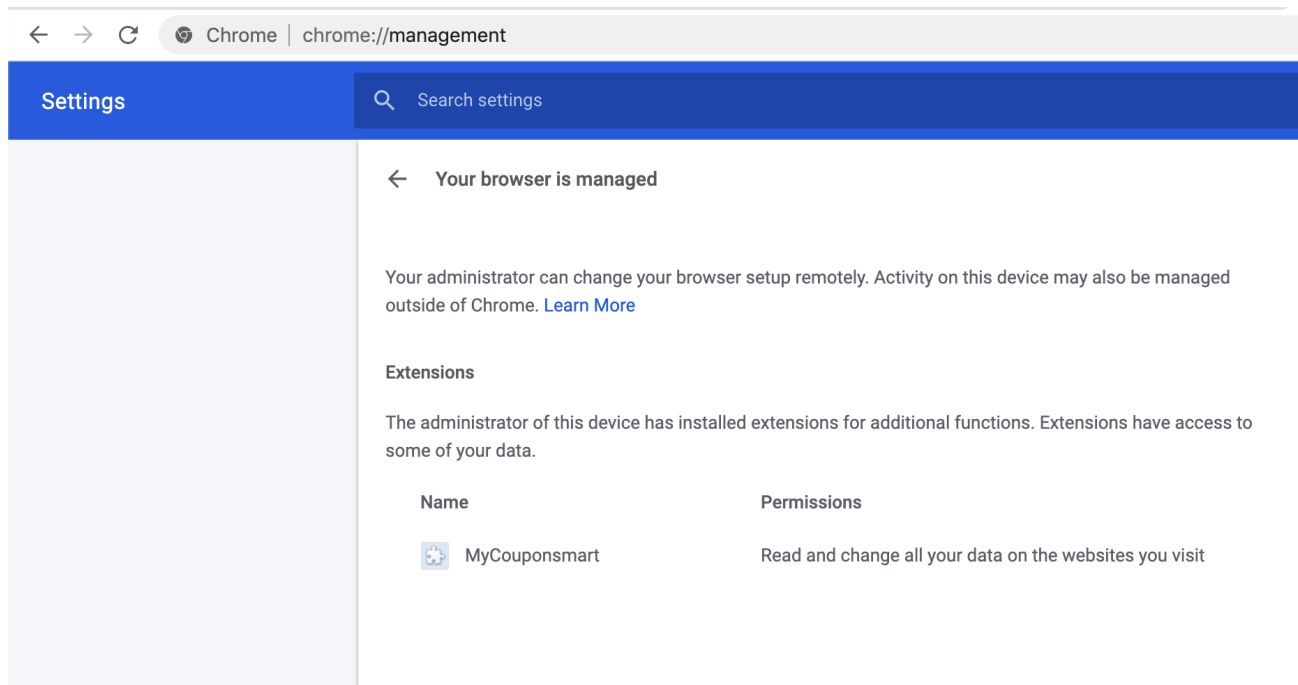 Chrome | chrome://management
Settings
Search settings
Your browser is managed
Your administrator can change your browser setup remotely. Activity on this device may also be managed
outside of Chrome. Learn More
Extensions
The administrator of this device has installed extensions for additional functions. Extensions have access to
some of your data.
Name Permissions
MyCouponsmart Read and change all your data on the websites you visit